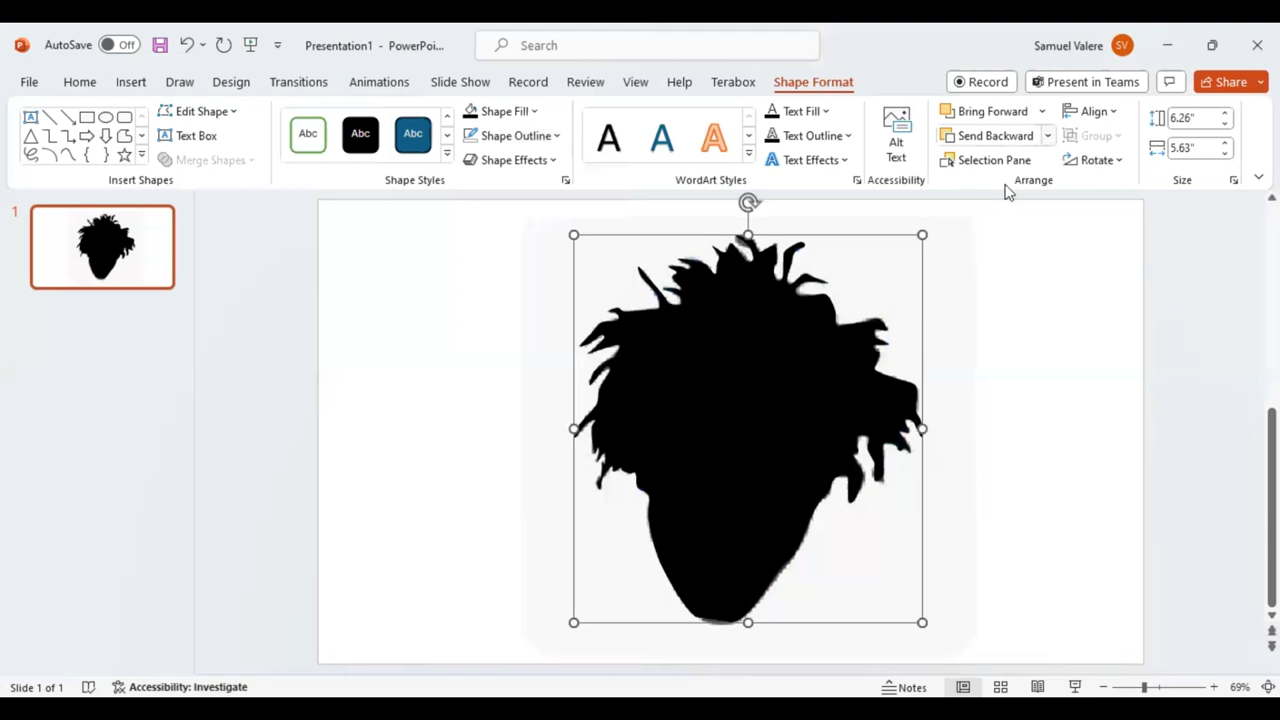 AutoSave Off Presentation1 - PowerPoi... Search Samuel Valere SV
File Home Insert Draw Design Transitions Animations Slide Show Record Review View Help Terabox Shape Format Record Present in Teams Share
Edit Shape
Text Box
Merge Shapes
Insert Shapes
Abc Abc Abc
Shape Fill
Shape Outline
Shape Effects
Shape Styles
A A A
Text Fill
Text Outline
Text Effects
WordArt Styles
Alt
Text
Accessibility
Bring Forward
Send Backward
Selection Pane
Align
Group
Rotate
Arrange
6.26"
5.63"
Size
1
Slide 1 of 1 Accessibility: Investigate Notes 69%